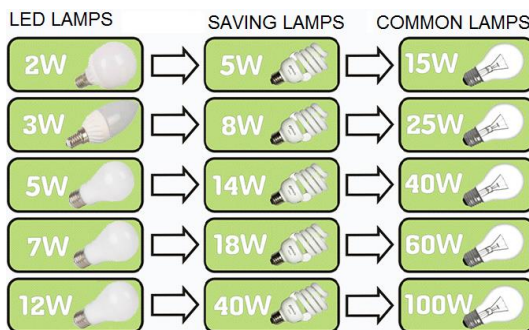 LED LAMPS SAVING LAMPS COMMON LAMPS
2W 5W 15W
3W 8W 25W
5W 14W 40W
7W 18W 60W
12W 40W 100W